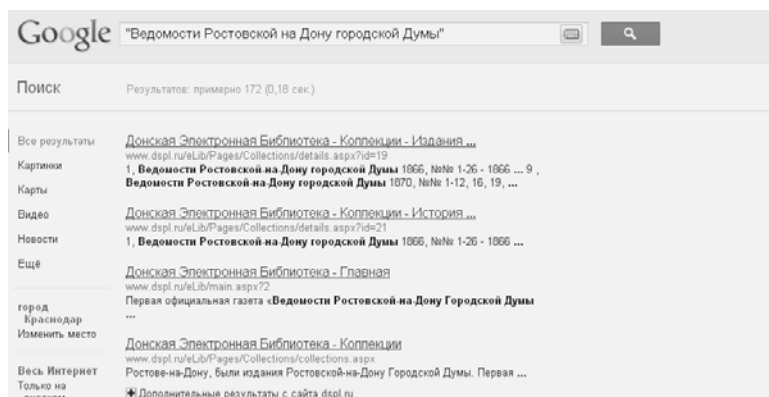 Google "Ведомости Ростовской на Дону городской Думы"
Поиск
Результатов: примерно 172 (0,18 сек.)
Все результаты
Картинки
Карты
Видео
Новости
Ещё
город
Краснодар
Изменить место
Весь Интернет
Только на
русском
Донская Электронная Библиотека - Коллекции - Издания ...
www.dspl.ru/eLib/Pages/Collections/details.aspx?id=19
1, Ведомости Ростовской-на-Дону городской Думы 1866, №№ 1-26 - 1866 ... 9 ,
Ведомости Ростовской-на-Дону городской Думы 1870, №№ 1-12, 16, 19, ...
Донская Электронная Библиотека - Коллекции - История ...
www.dspl.ru/eLib/Pages/Collections/details.aspx?id=21
1, Ведомости Ростовской-на-Дону городской Думы 1866, №№ 1-26 - 1866 ...
Донская Электронная Библиотека - Главная
www.dspl.ru/eLib/main.aspx?2
Первая официальная газета «Ведомости Ростовской-на-Дону Городской Думы
...
Донская Электронная Библиотека - Коллекции
www.dspl.ru/eLib/Pages/Collections/collections.aspx
Ростове-на-Дону, были издания Ростовской-на-Дону Городской Думы. Первая ...
Дополнительные результаты с сайта dspl.ru